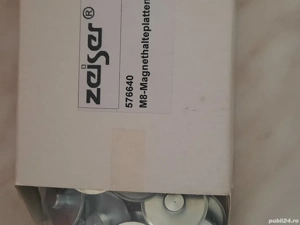 zeiser®
576640
M8-Magnethalteplatten
publi24.ro